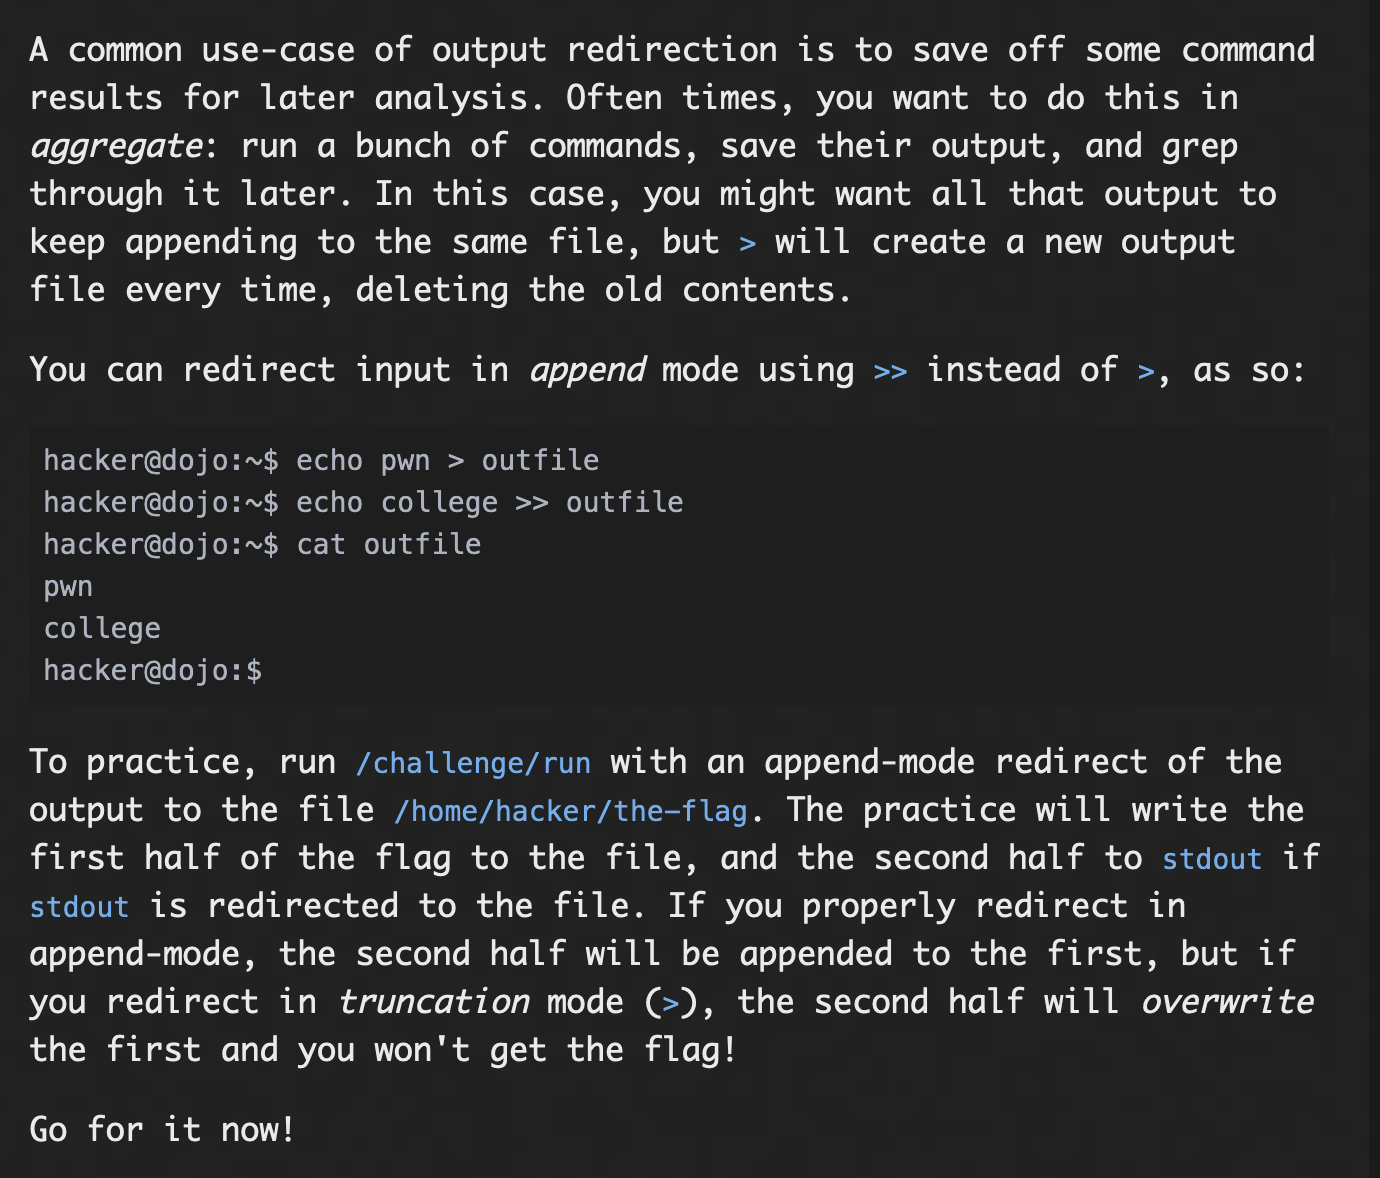 A common use-case of output redirection is to save off some command
results for later analysis. Often times, you want to do this in
aggregate: run a bunch of commands, save their output, and grep
through it later. In this case, you might want all that output to
keep appending to the same file, but > will create a new output
file every time, deleting the old contents.
You can redirect input in append mode using >> instead of >, as so:
hacker@dojo:~$ echo pwn > outfile
hacker@dojo:~$ echo college >> outfile
hacker@dojo:~$ cat outfile
pwn
college
hacker@dojo:$
To practice, run /challenge/run with an append-mode redirect of the
output to the file /home/hacker/the-flag. The practice will write the
first half of the flag to the file, and the second half to stdout if
stdout is redirected to the file. If you properly redirect in
append-mode, the second half will be appended to the first, but if
you redirect in truncation mode (>), the second half will overwrite
the first and you won't get the flag!
Go for it now!